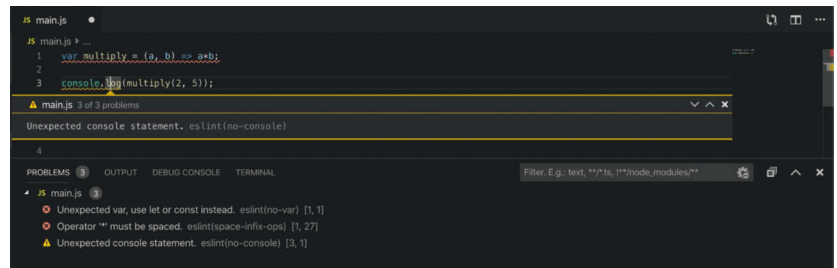 JS main.js
JS main.js ...
1 var multiply = (a, b) => a*b;
2
3 console.log(multiply(2, 5));
main.js 3 of 3 problems
Unexpected console statement. eslint(no-console)
4
PROBLEMS 3 OUTPUT DEBUG CONSOLE TERMINAL Filter. E.g.: text, **/*.ts, !**/node_modules/**
JS main.js 3
Unexpected var, use let or const instead. eslint(no-var) [1, 1]
Operator '*' must be spaced. eslint(space-infix-ops) [1, 27]
Unexpected console statement. eslint(no-console) [3, 1]